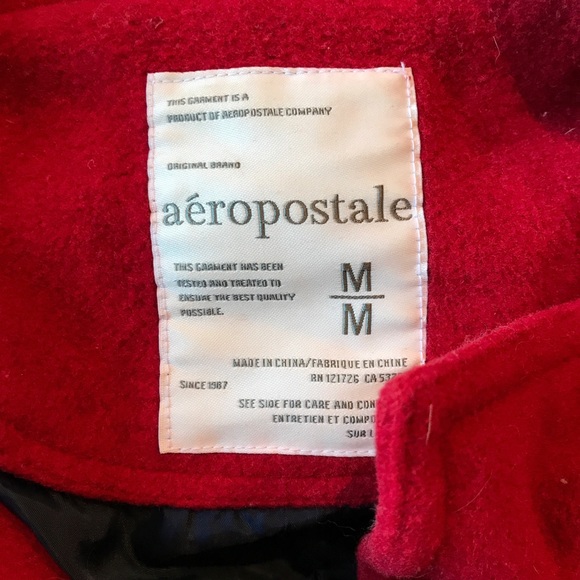 THIS GARMENT IS A
PRODUCT OF AEROPOSTALE COMPANY
ORIGINAL BRAND
aéropostale
THIS GARMENT HAS BEEN
TESTED AND TREATED TO
ENSURE THE BEST QUALITY
POSSIBLE.
M
M
MADE IN CHINA/FABRIQUE EN CHINE
RN 121726 CA
SINCE 1987
SEE SIDE FOR CARE AND
ENTRETIEN ET
SUR